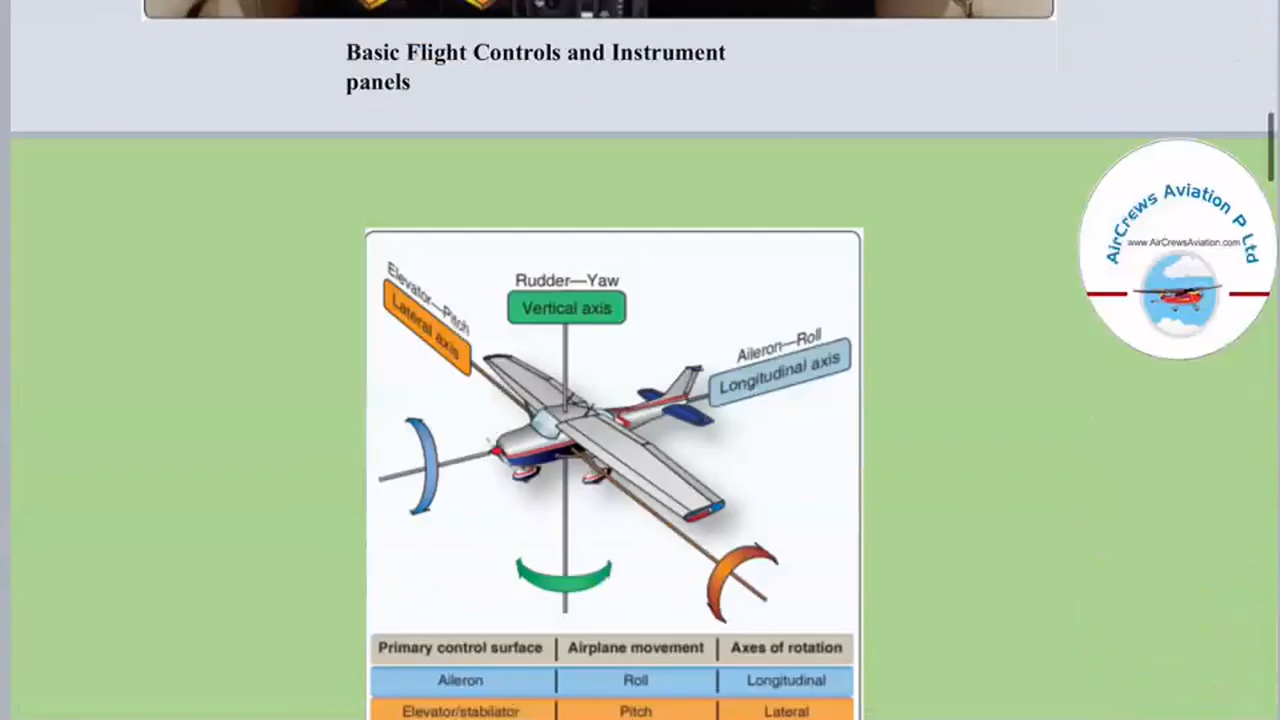 Basic Flight Controls and Instrument
panels
AirCrews Aviation P Ltd
www.AirCrewsAviation.com
Elevator—Pitch
Lateral axis
Rudder—Yaw
Vertical axis
Aileron—Roll
Longitudinal axis
Primary control surface Airplane movement Axes of rotation
Aileron Roll Longitudinal
Elevator/stabilator Pitch Lateral